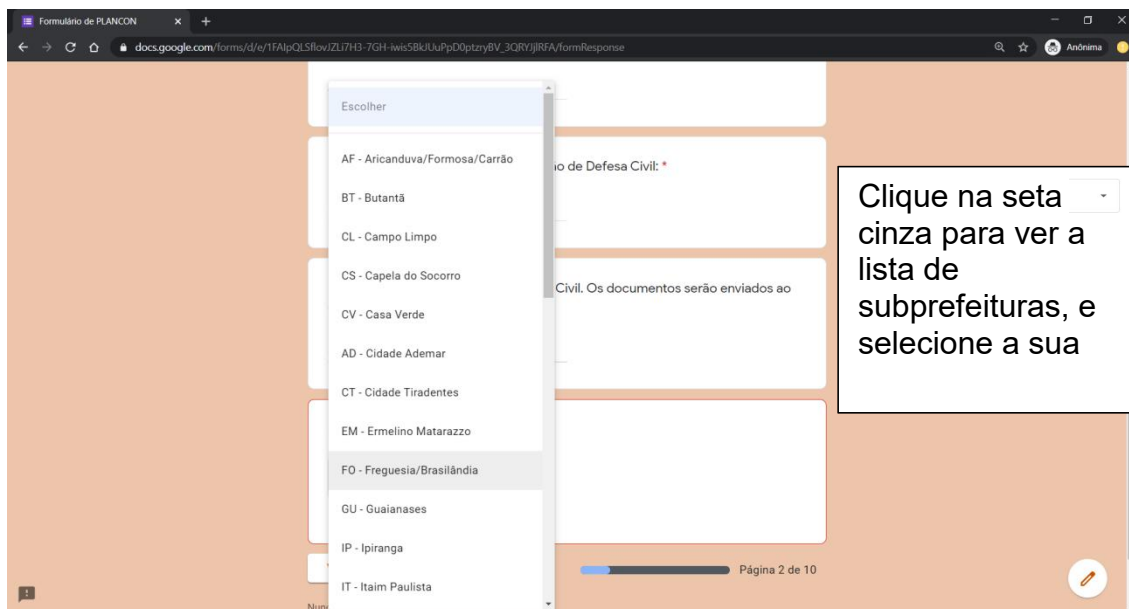 Formulário de PLANCON
docs.google.com/forms/d/e/1FAIpQLSflovJZLi7H3-7GH-iwis5BkJUuPpD0ptzryBV_3QRYJjlRFA/formResponse
Anônima
Escolher
AF - Aricanduva/Formosa/Carrão
BT - Butantã
CL - Campo Limpo
CS - Capela do Socorro
CV - Casa Verde
AD - Cidade Ademar
CT - Cidade Tiradentes
EM - Ermelino Matarazzo
FO - Freguesia/Brasilândia
GU - Guaianases
IP - Ipiranga
IT - Itaim Paulista
de Defesa Civil: *
Civil. Os documentos serão enviados ao
Página 2 de 10
Clique na seta
cinza para ver a
lista de
subprefeituras, e
selecione a sua